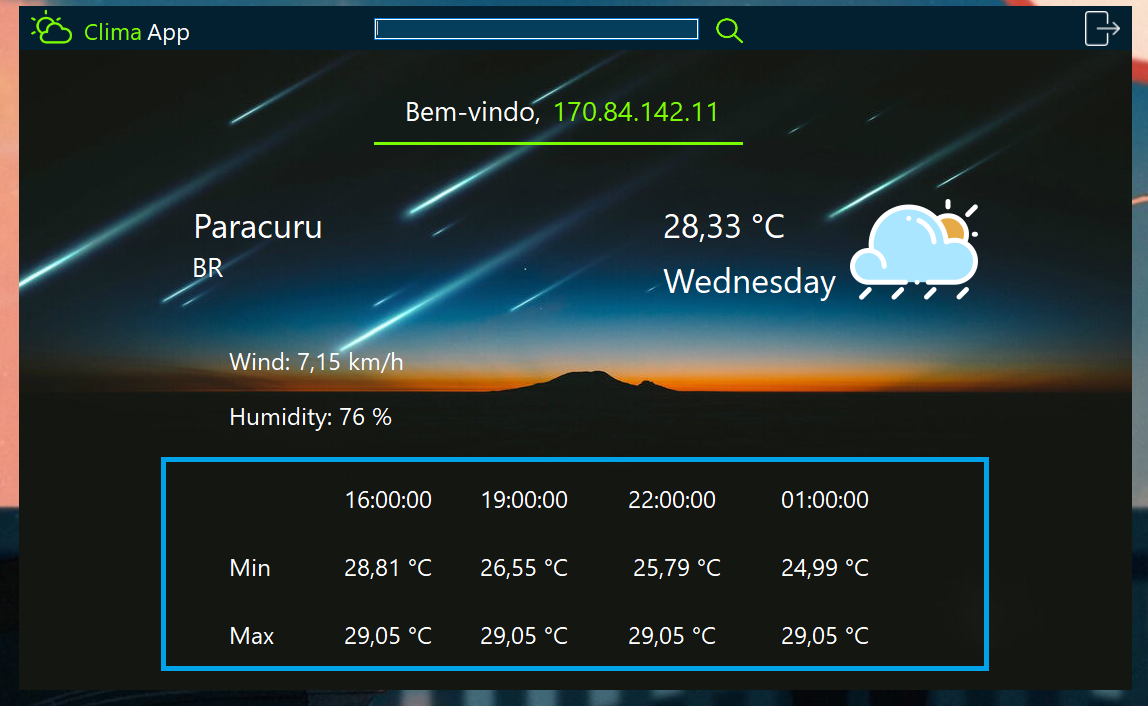 Clima App
Bem-vindo, 170.84.142.11
Paracuru
BR
28,33 °C
Wednesday
Wind: 7,15 km/h
Humidity: 76 %
16:00:00 19:00:00 22:00:00 01:00:00
Min 28,81 °C 26,55 °C 25,79 °C 24,99 °C
Max 29,05 °C 29,05 °C 29,05 °C 29,05 °C